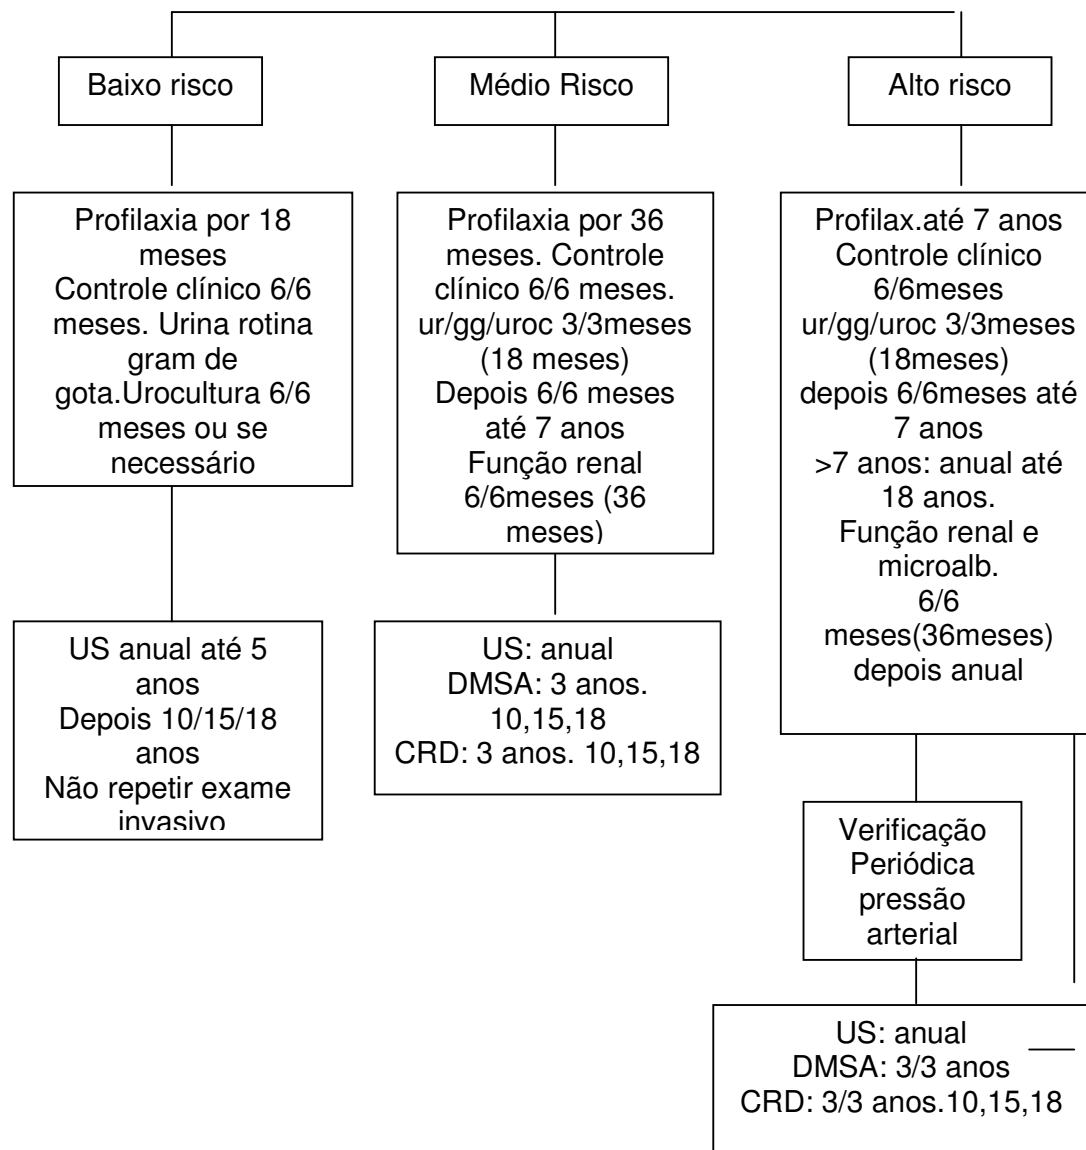 Baixo risco
Médio Risco
Alto risco
Profilaxia por 18
meses
Controle clínico 6/6
meses. Urina rotina
gram de
gota.Urocultura 6/6
meses ou se
necessário
Profilaxia por 36
meses. Controle
clínico 6/6 meses.
ur/gg/uroc 3/3meses
(18 meses)
Depois 6/6 meses
até 7 anos
Função renal
6/6meses (36
meses)
Profilax.até 7 anos
Controle clínico
6/6meses
ur/gg/uroc 3/3meses
(18meses)
depois 6/6meses até
7 anos
>7 anos: anual até
18 anos.
Função renal e
microalb.
6/6
meses(36meses)
depois anual
US anual até 5
anos
Depois 10/15/18
anos
Não repetir exame
invasivo
US: anual
DMSA: 3 anos.
10,15,18
CRD: 3 anos. 10,15,18
Verificação
Periódica
pressão
arterial
US: anual
DMSA: 3/3 anos
CRD: 3/3 anos.10,15,18